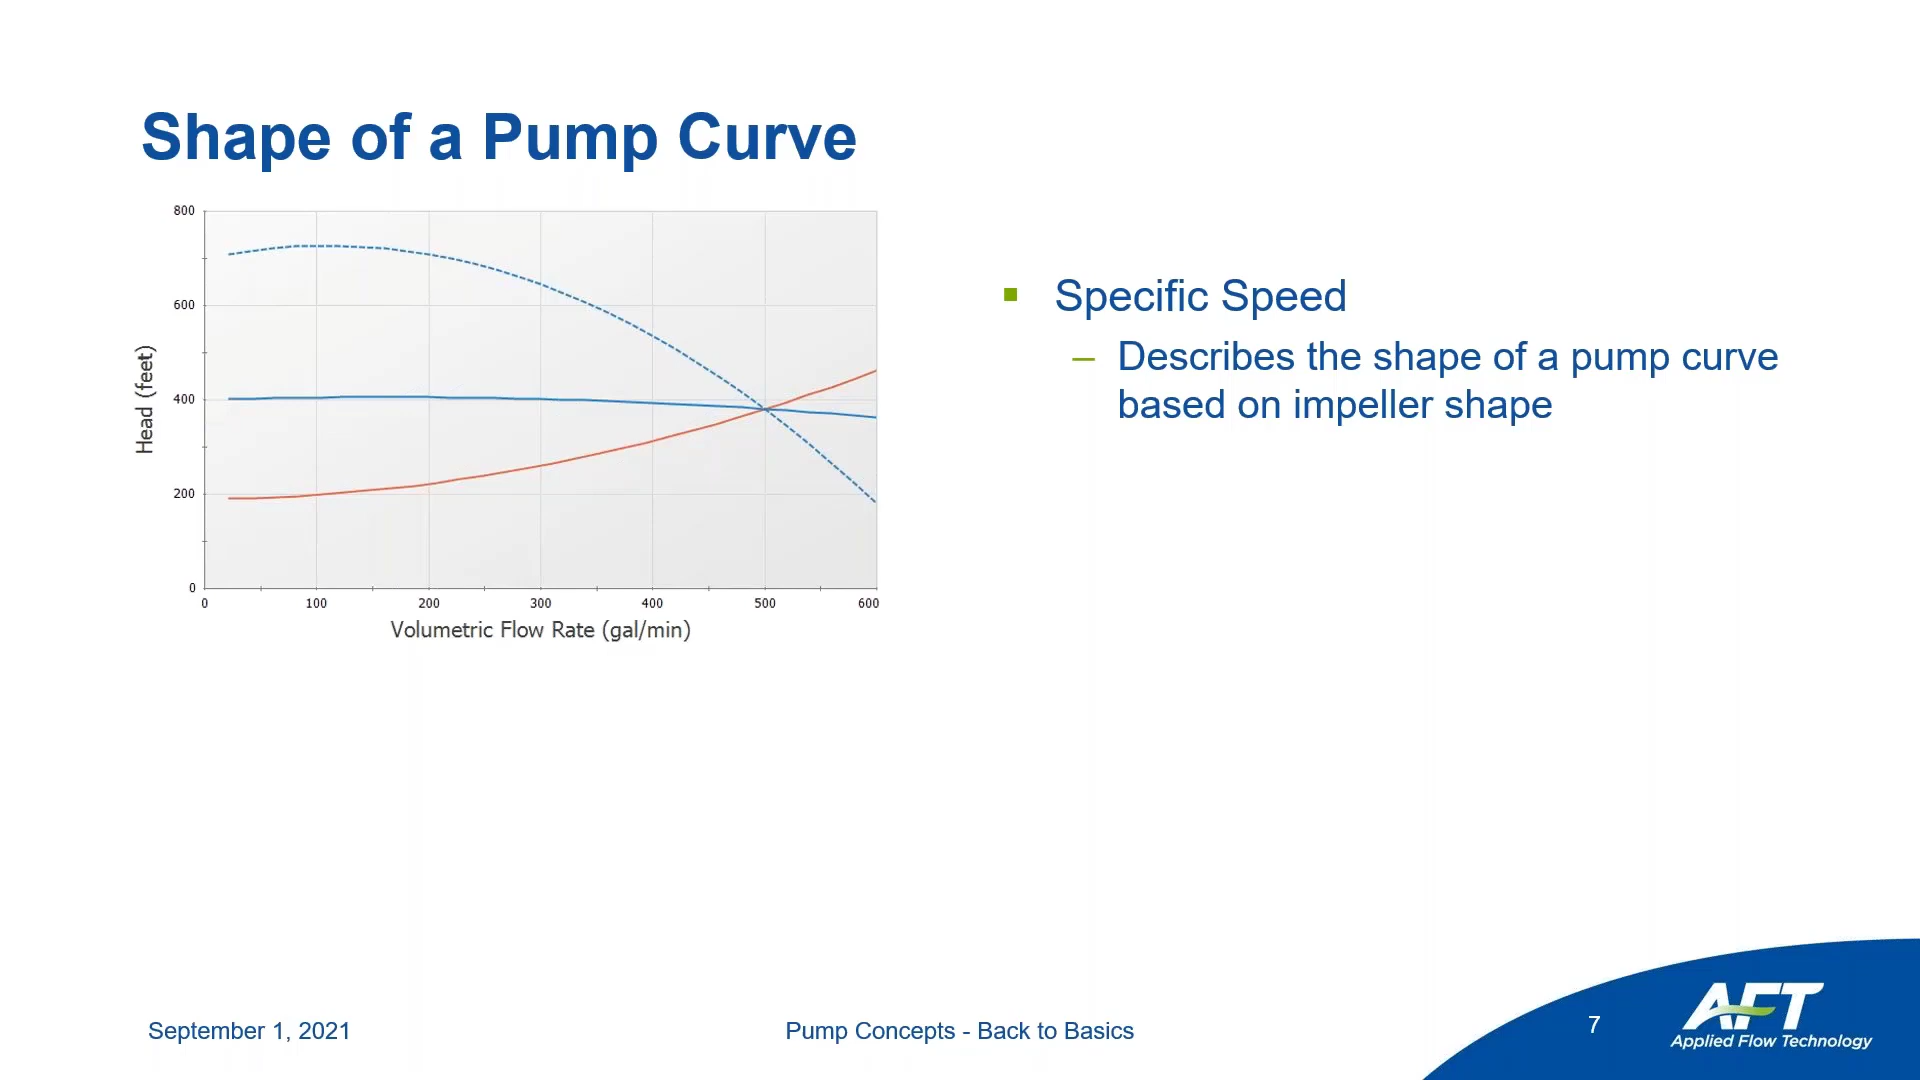 Shape of a Pump Curve
800
600
400
200
0
Head (feet)
0 100 200 300 400 500 600
Volumetric Flow Rate (gal/min)
Specific Speed
– Describes the shape of a pump curve
based on impeller shape
September 1, 2021
Pump Concepts - Back to Basics
7
AFT
Applied Flow Technology